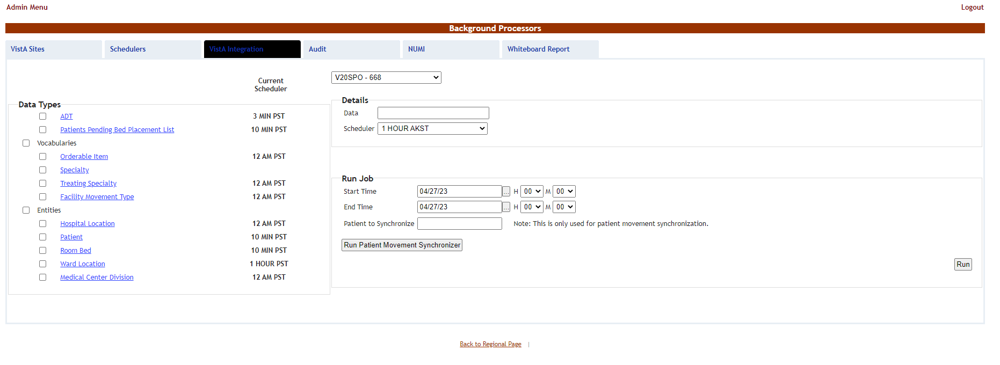 Admin Menu
Logout
Background Processors
VistA Sites
Schedulers
VistA Integration
Audit
NUMI
Whiteboard Report
Current
Scheduler
Data Types
ADT 3 MIN PST
Patients Pending Bed Placement List 10 MIN PST
Vocabularies
Orderable Item 12 AM PST
Specialty
Treating Specialty 12 AM PST
Facility Movement Type 12 AM PST
Entities
Hospital Location 12 AM PST
Patient 10 MIN PST
Room Bed 10 MIN PST
Ward Location 1 HOUR PST
Medical Center Division 12 AM PST
V20SPO - 668
Details
Data
Scheduler 1 HOUR AKST
Run Job
Start Time 04/27/23 ... H 00 M 00
End Time 04/27/23 ... H 00 M 00
Patient to Synchronize Note: This is only used for patient movement synchronization.
Run Patient Movement Synchronizer
Run
Back to Regional Page |